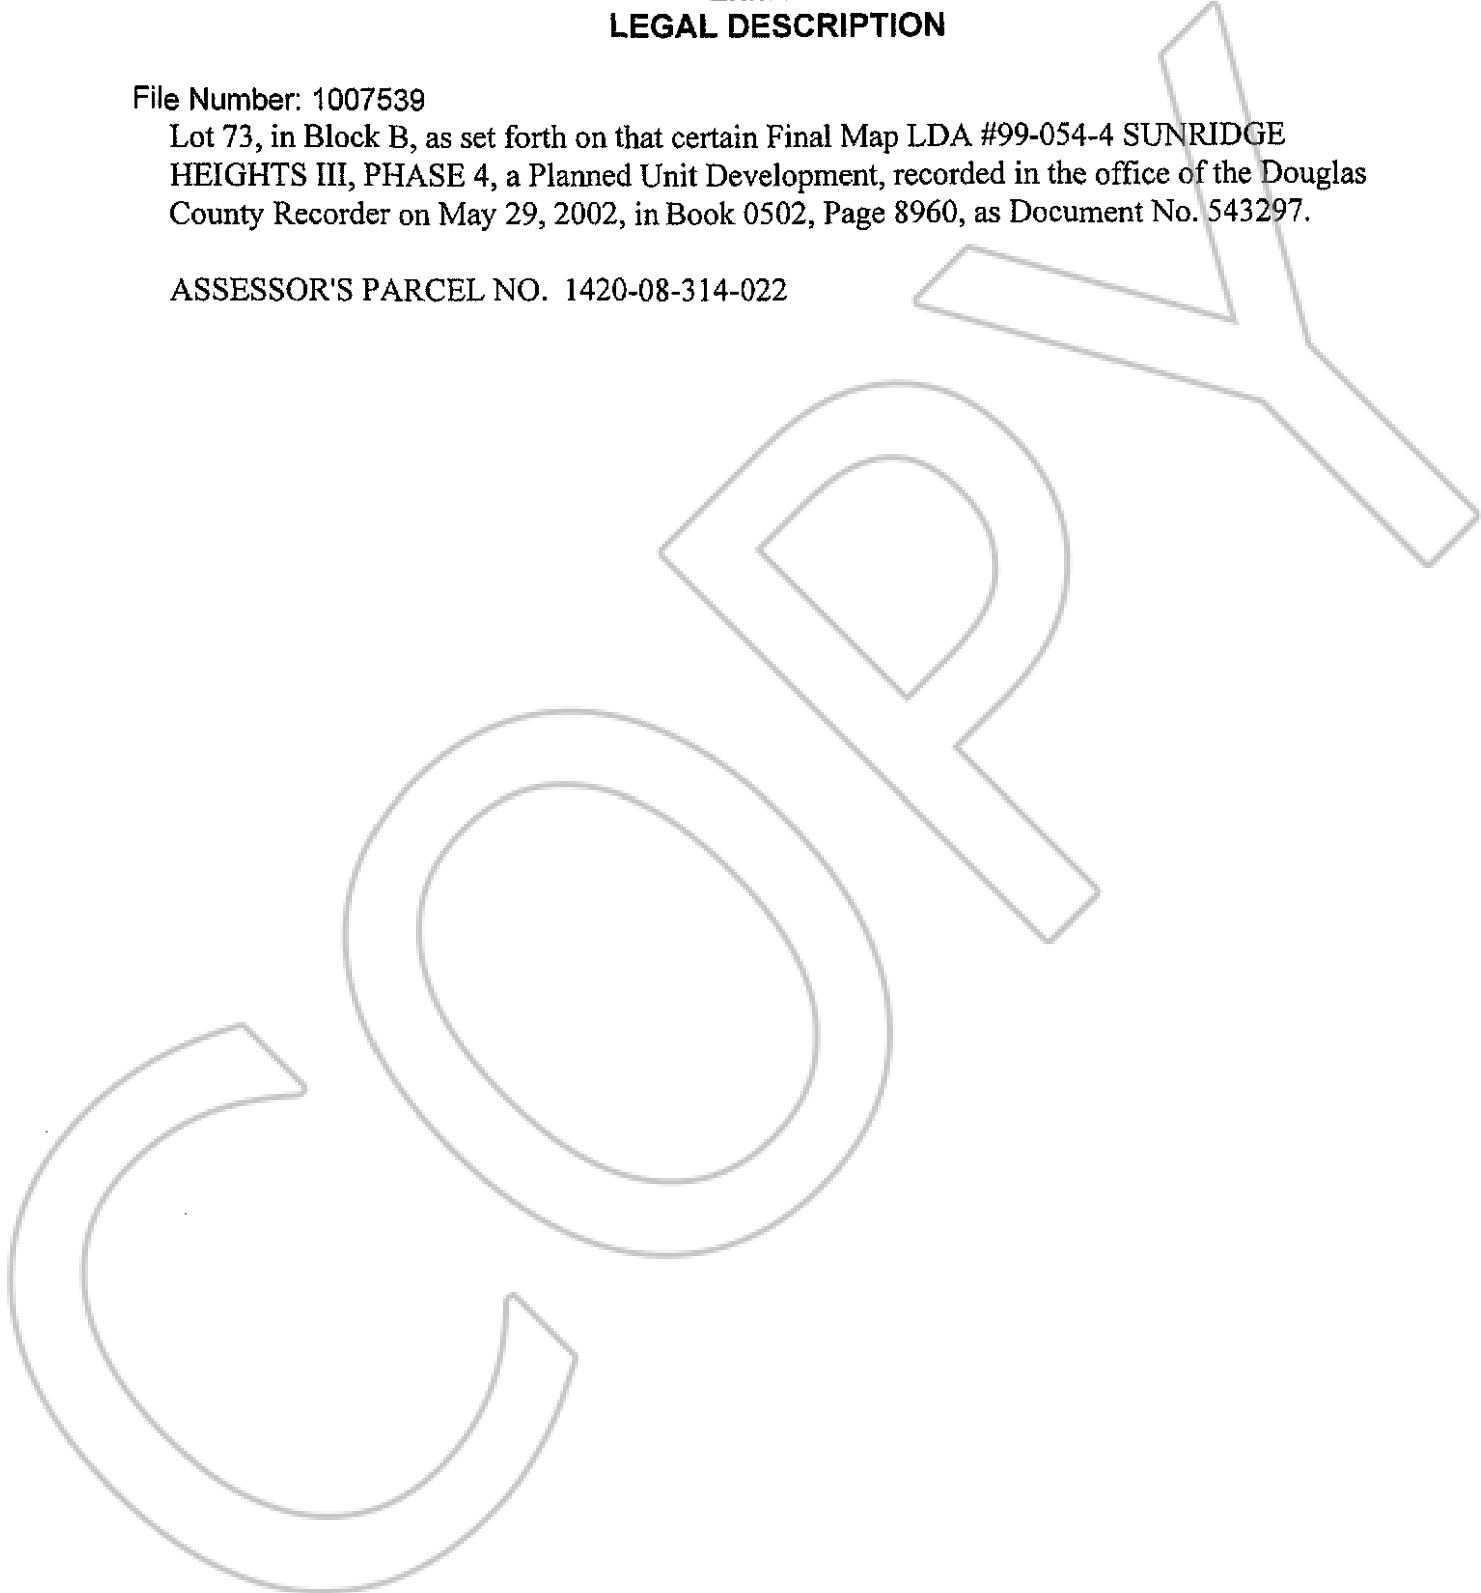 LEGAL DESCRIPTION
File Number: 1007539
Lot 73, in Block B, as set forth on that certain Final Map LDA #99-054-4 SUNRIDGE
HEIGHTS III, PHASE 4, a Planned Unit Development, recorded in the office of the Douglas
County Recorder on May 29, 2002, in Book 0502, Page 8960, as Document No. 543297.
ASSESSOR'S PARCEL NO. 1420-08-314-022
COPY